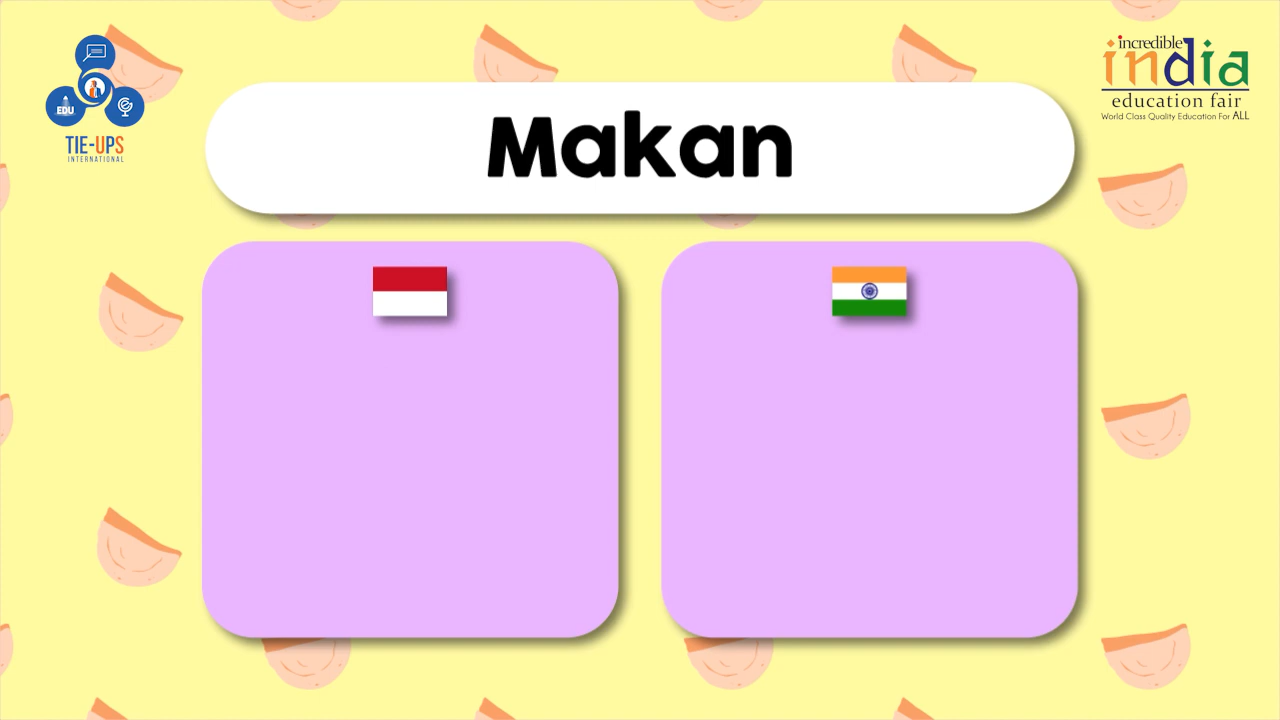 EDU
TIE-UPS
INTERNATIONAL
incredible
india
education fair
World Class Quality Education For ALL
Makan